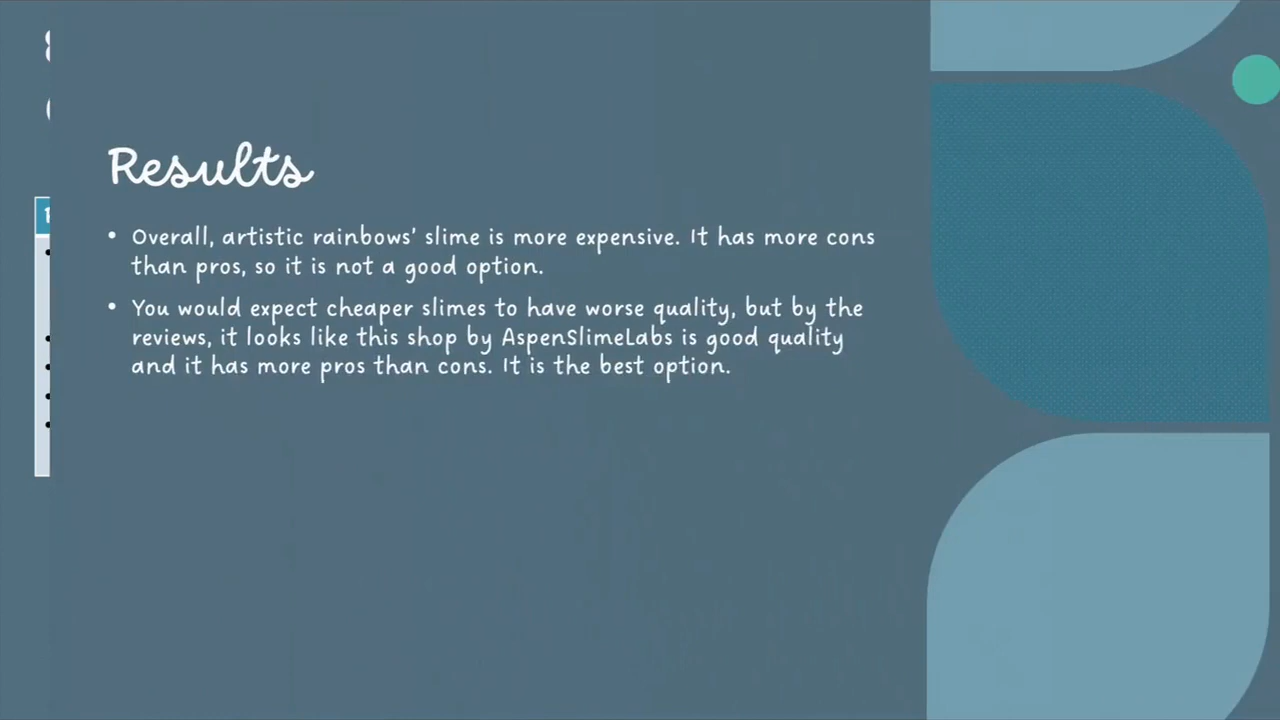 Results
• Overall, artistic rainbows' slime is more expensive. It has more cons
than pros, so it is not a good option.
• You would expect cheaper slimes to have worse quality, but by the
reviews, it looks like this shop by AspenSlimeLabs is good quality
and it has more pros than cons. It is the best option.